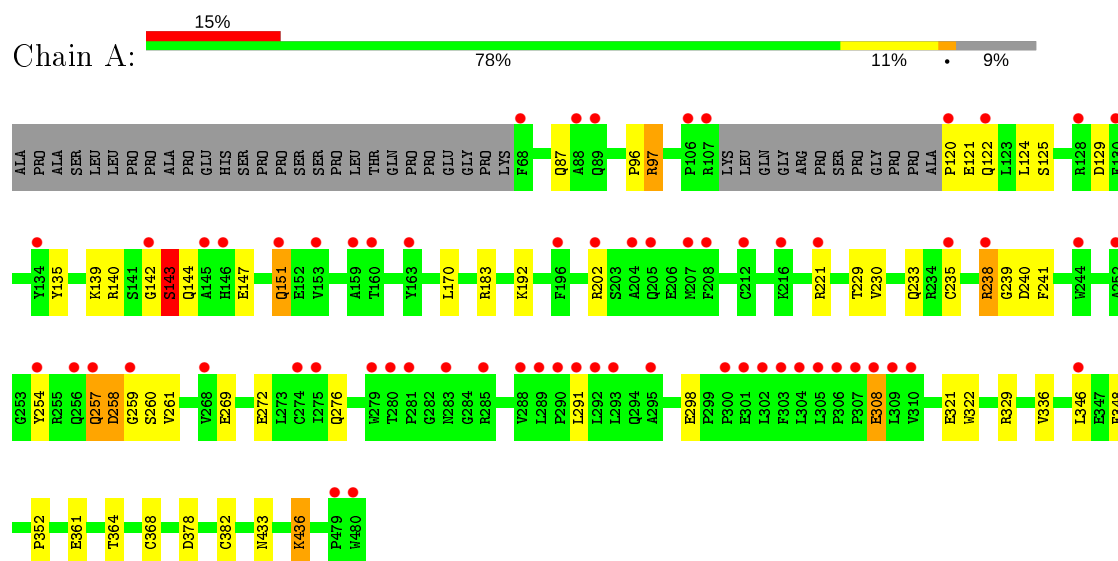 15%
Chain A:
78% 11% • 9%
ALA PRO ALA SER LEU LEU PRO PRO ALA PRO GLU HIS SER PRO PRO SER SER PRO LEU THR GLN PRO PRO GLU GLY PRO LYS F68 Q87 A88 Q89 P96 R97 P106 R107 LYS LEU GLN GLY ARG PRO SER GLY PRO PRO ALA P120 E121 Q122 L123 L124 S125 R128 D129
Y134 Y135 K139 R140 S141 G142 S143 Q144 A145 H146 E147 Q151 E152 V153 A159 T160 Y163 L170 R183 K192 F196 R202 S203 A204 Q205 E206 M207 F208 C212 K216 R221 T229 V230 Q233 R234 C235 R238 G239 D240 F241 W244 A252
G253 Y254 R255 Q256 Q257 D258 G259 S260 V261 V268 E269 E272 L273 C274 I275 Q276 W279 T280 P281 G282 N283 G284 R285 V288 L289 P290 L291 L292 L293 Q294 A295 E298 P299 P300 E301 L302 F303 L304 L305 P306 P307 E308 L309 V310 E321 W322 R329 V336 L346 E347
P352 E361 T364 C368 D378 C382 N433 K436 P479 W480